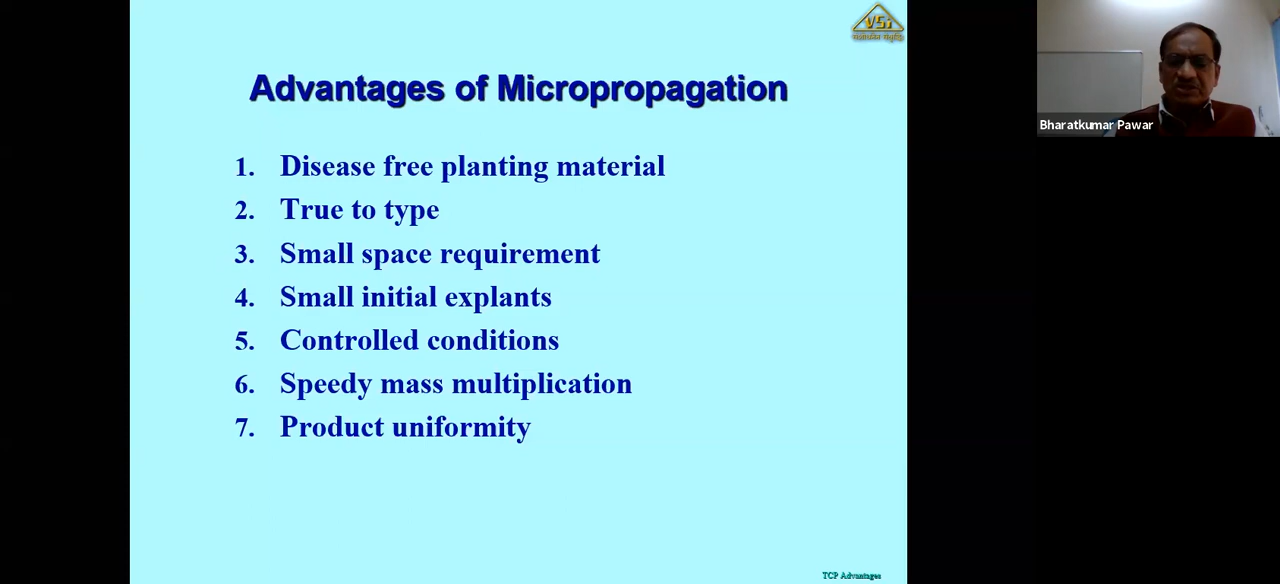 VSI
Advantages of Micropropagation
1. Disease free planting material
2. True to type
3. Small space requirement
4. Small initial explants
5. Controlled conditions
6. Speedy mass multiplication
7. Product uniformity
TCP Advantages
Bharatkumar Pawar